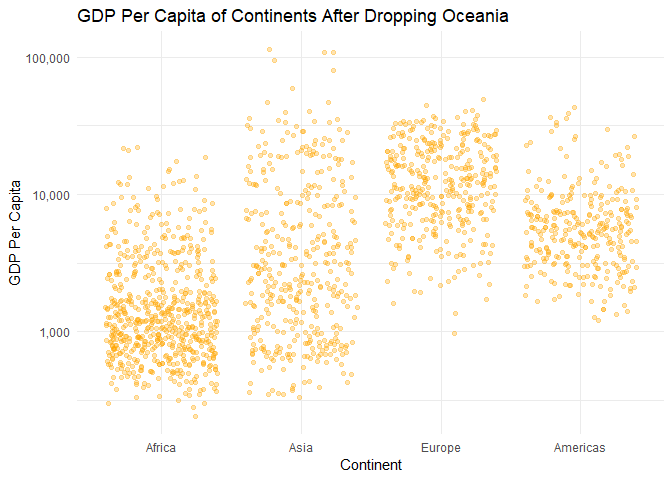 GDP Per Capita of Continents After Dropping Oceania
100,000
10,000
1,000
GDP Per Capita
Africa Asia Europe Americas
Continent